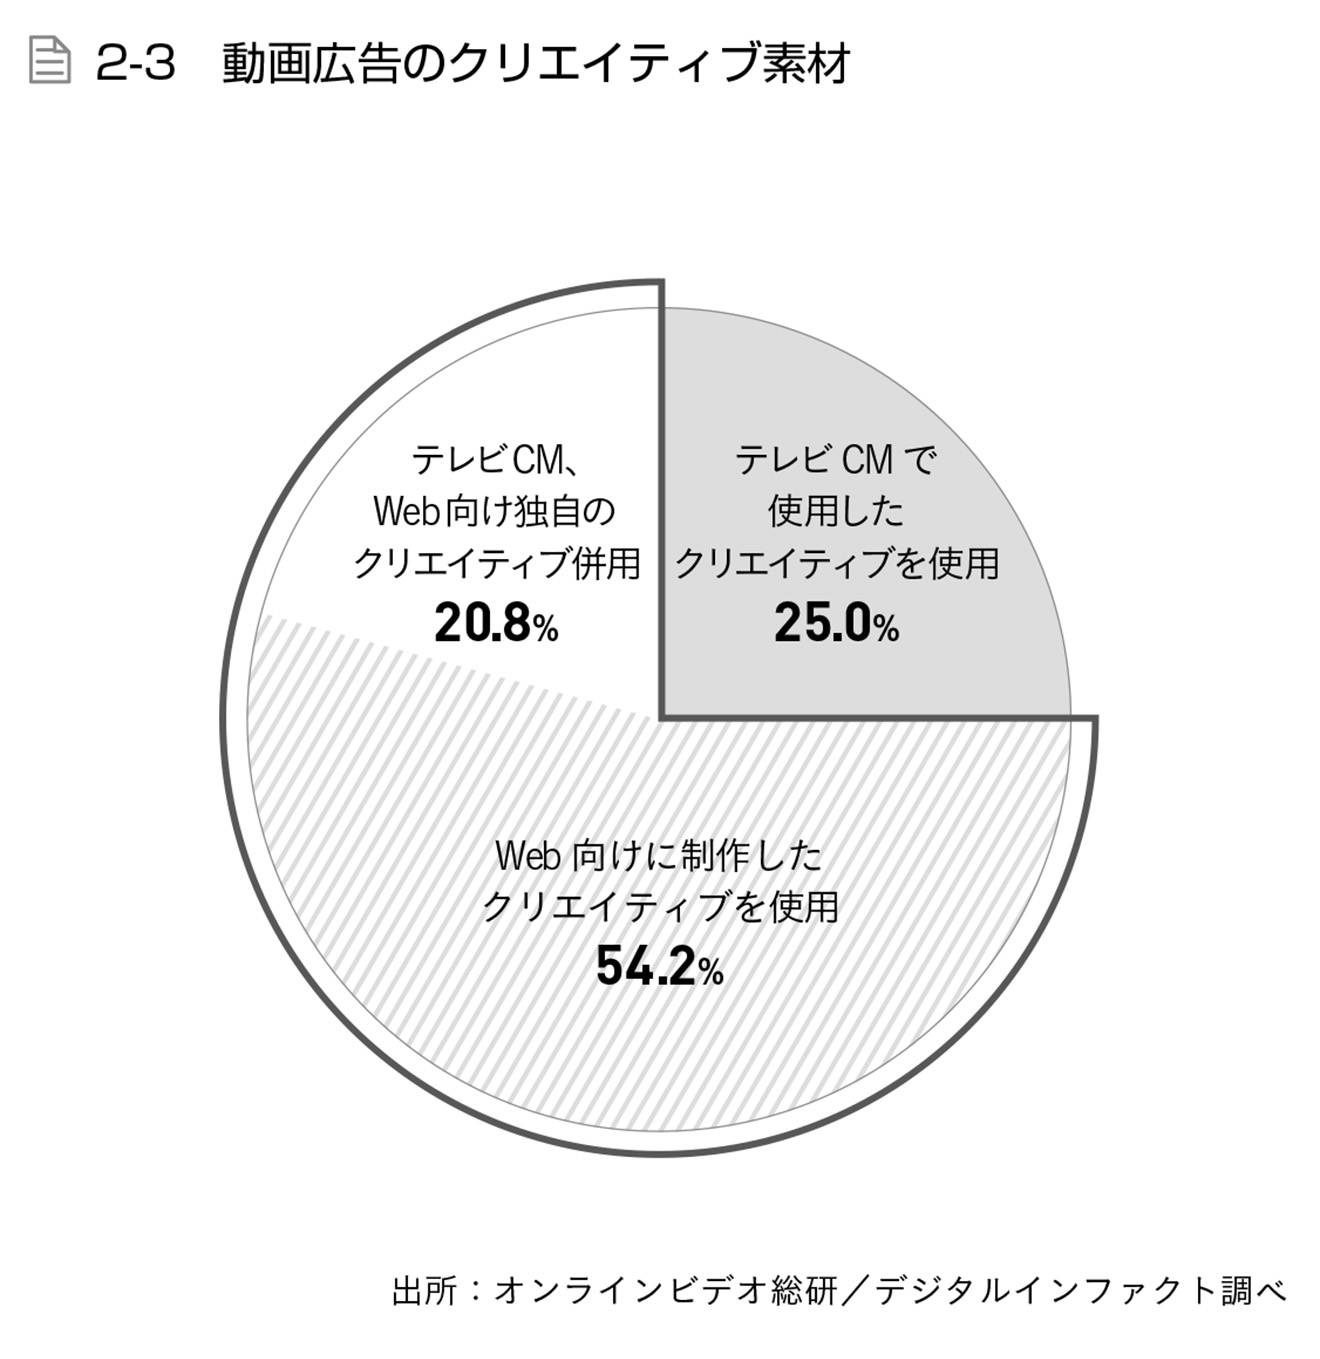 2-3 動画広告のクリエイティブ素材
テレビCM、
Web向け独自の
クリエイティブ併用
20.8%
テレビ CM で
使用した
クリエイティブを使用
25.0%
Web 向けに制作した
クリエイティブを使用
54.2%
出所：オンラインビデオ総研／デジタルインファクト調べ